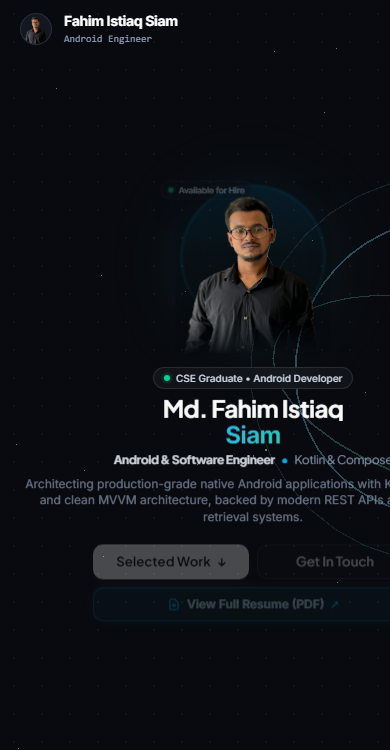 Fahim Istiaq Siam
Android Engineer
Available for Hire
CSE Graduate • Android Developer
Md. Fahim Istiaq
Siam
Android & Software Engineer • Kotlin & Compose
Architecting production-grade native Android applications with K
and clean MVVM architecture, backed by modern REST APIs a
retrieval systems.
Selected Work ↓
Get In Touch
View Full Resume (PDF) ↗